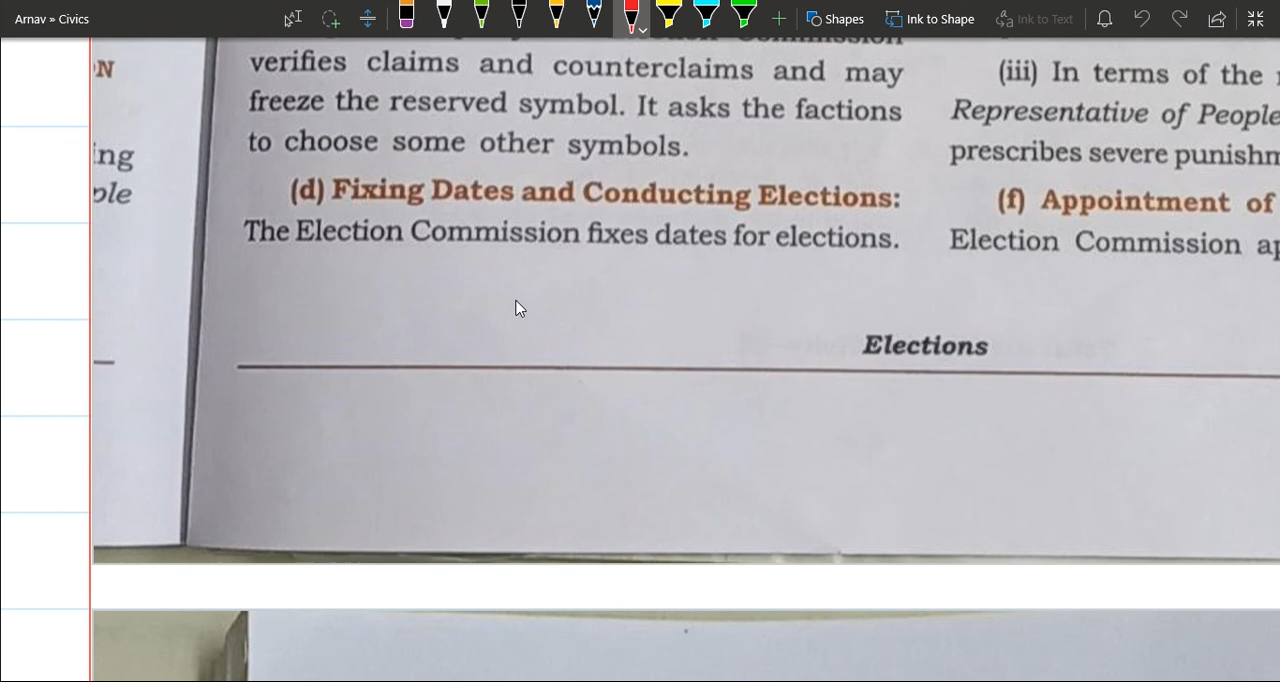 Arnav » Civics
Shapes
Ink to Shape
Ink to Text
N
ing
ple
verifies claims and counterclaims and may
freeze the reserved symbol. It asks the factions
to choose some other symbols.
(d) Fixing Dates and Conducting Elections:
The Election Commission fixes dates for elections.
(iii) In terms of the
Representative of People
prescribes severe punishm
(f) Appointment of
Election Commission ap
Elections